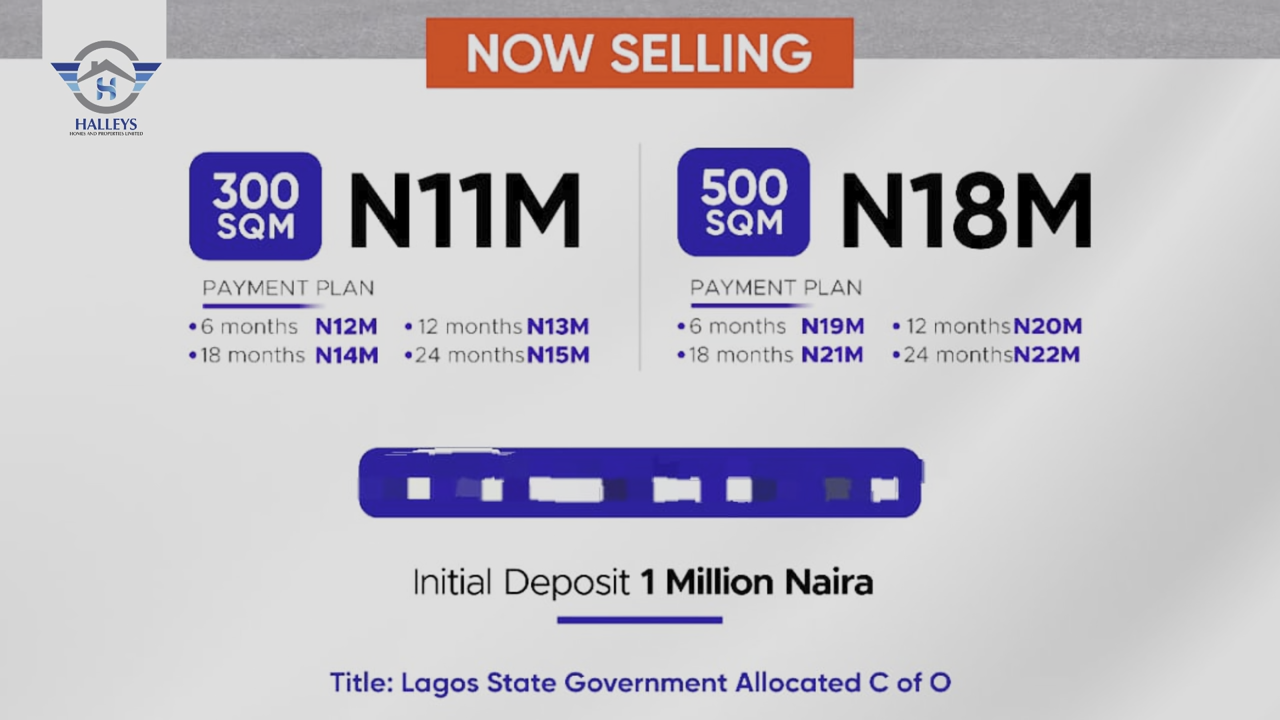 NOW SELLING
HALLEYS
HOMES AND PROPERTIES LIMITED
300 SQM
N11M
PAYMENT PLAN
• 6 months N12M • 12 months N13M
• 18 months N14M • 24 months N15M
500 SQM
N18M
PAYMENT PLAN
• 6 months N19M • 12 months N20M
• 18 months N21M • 24 months N22M
Initial Deposit 1 Million Naira
Title: Lagos State Government Allocated C of O